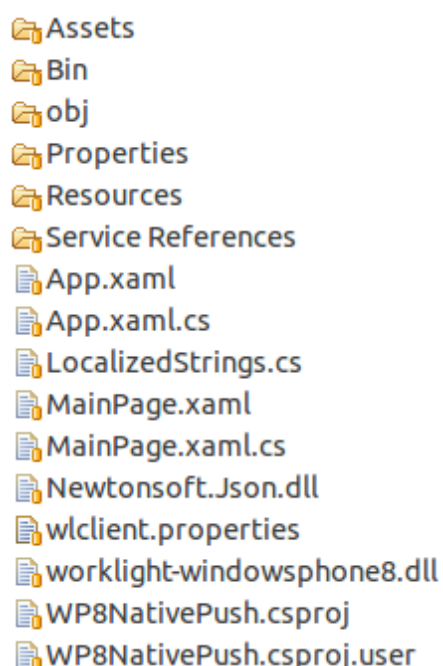 Assets
Bin
obj
Properties
Resources
Service References
App.xaml
App.xaml.cs
LocalizedStrings.cs
MainPage.xaml
MainPage.xaml.cs
Newtonsoft.Json.dll
wlclient.properties
worklight-windowsphone8.dll
WP8NativePush.csproj
WP8NativePush.csproj.user